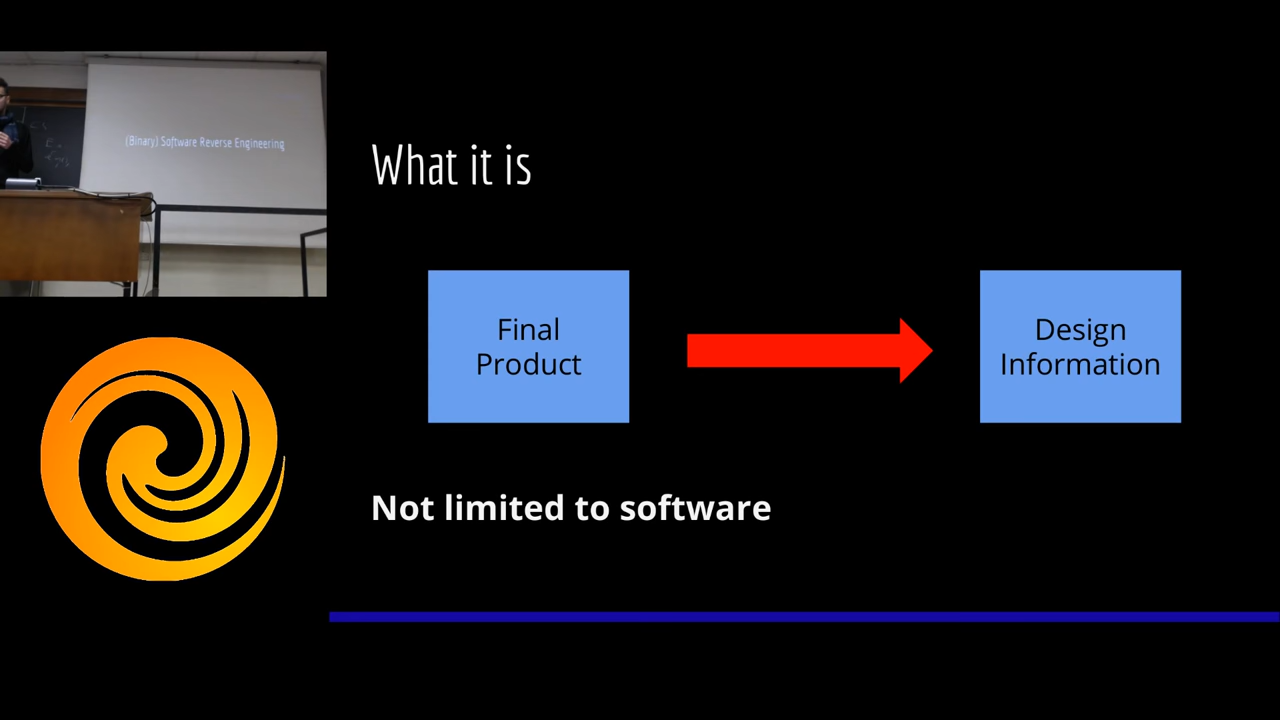 (Binary) Software Reverse Engineering
What it is
Final
Product
Design
Information
Not limited to software